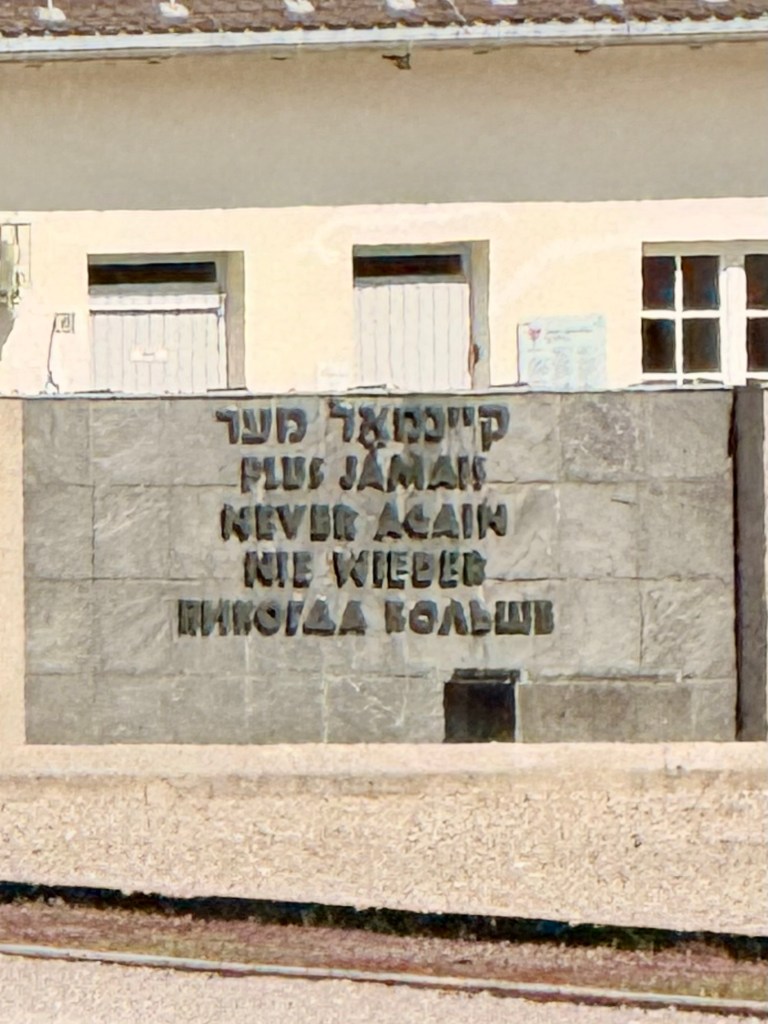 קיינמאָל מער
PLUS JAMAIS
NEVER AGAIN
NIE WIEDER
НИКОГДА БОЛЬШЕ